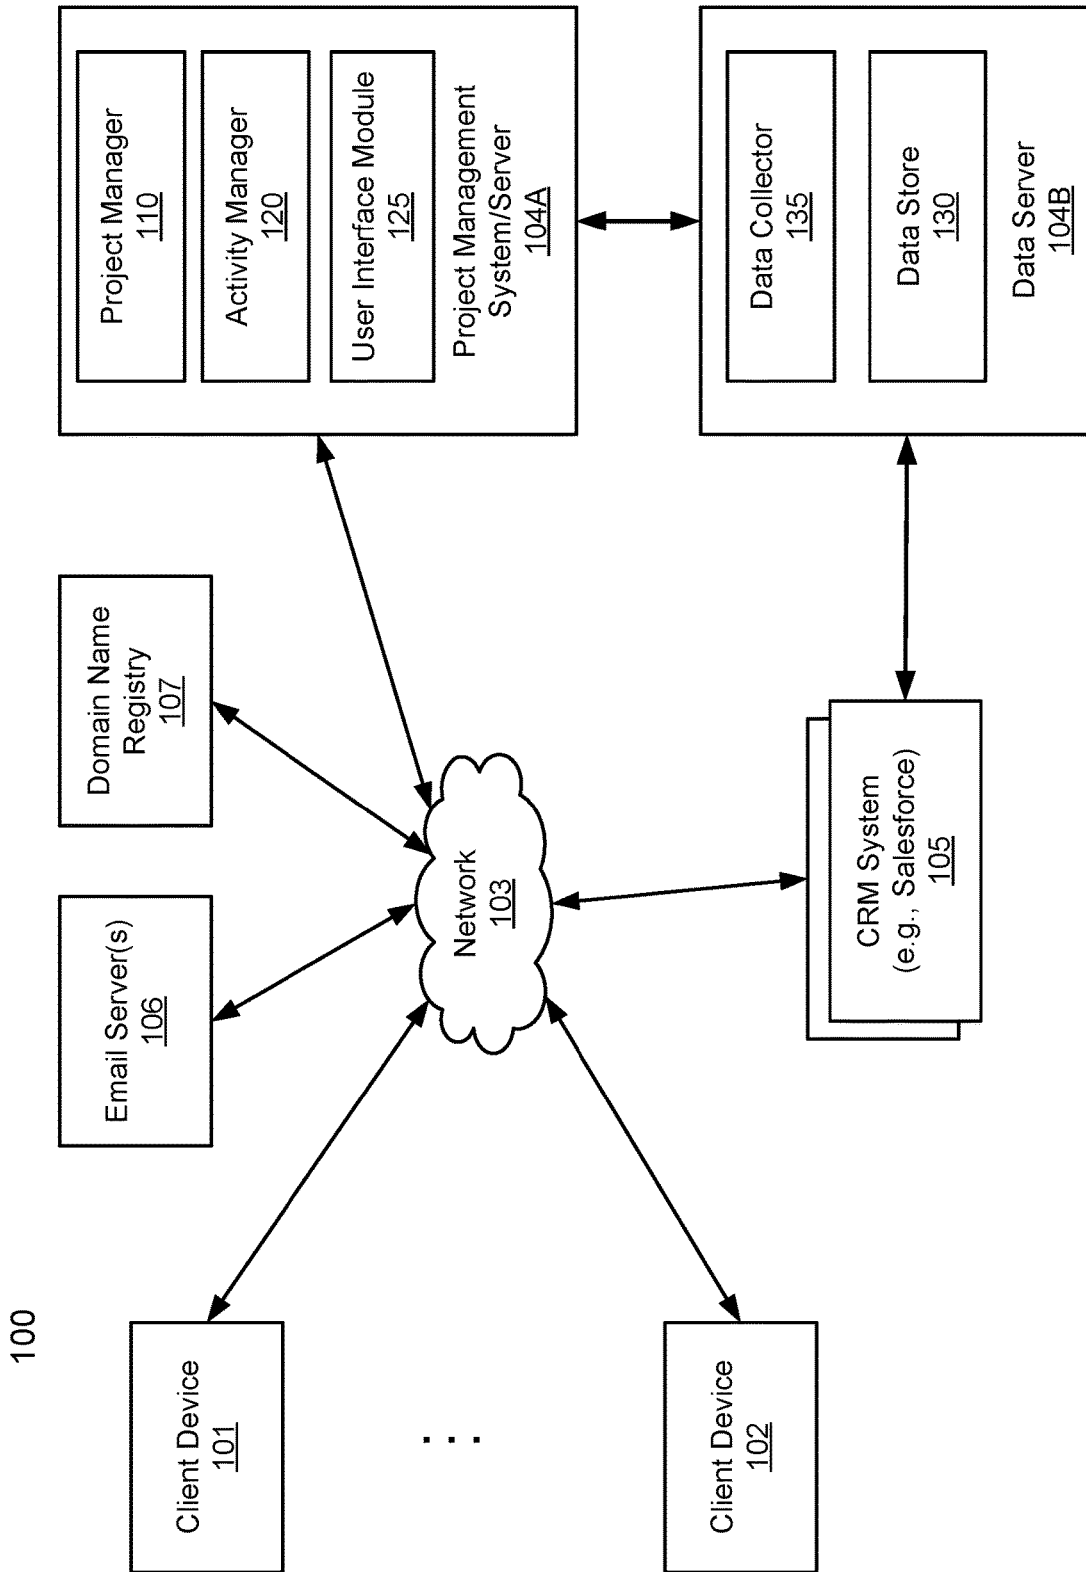 100
Client Device
101
. . .
Client Device
102
Email Server(s)
106
Domain Name
Registry
107
Network
103
CRM System
(e.g., Salesforce)
105
Project Manager
110
Activity Manager
120
User Interface Module
125
Project Management
System/Server
104A
Data Collector
135
Data Store
130
Data Server
104B